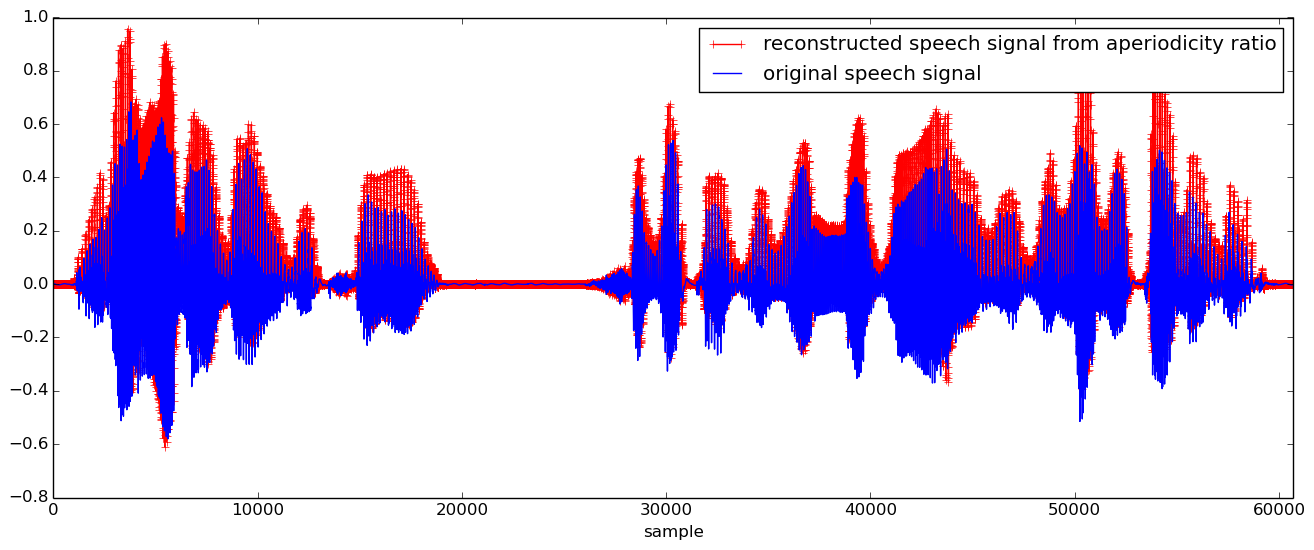 1.0
0.8
0.6
0.4
0.2
0.0
−0.2
−0.4
−0.6
−0.8
reconstructed speech signal from aperiodicity ratio
original speech signal
0 10000 20000 30000 40000 50000 60000
sample